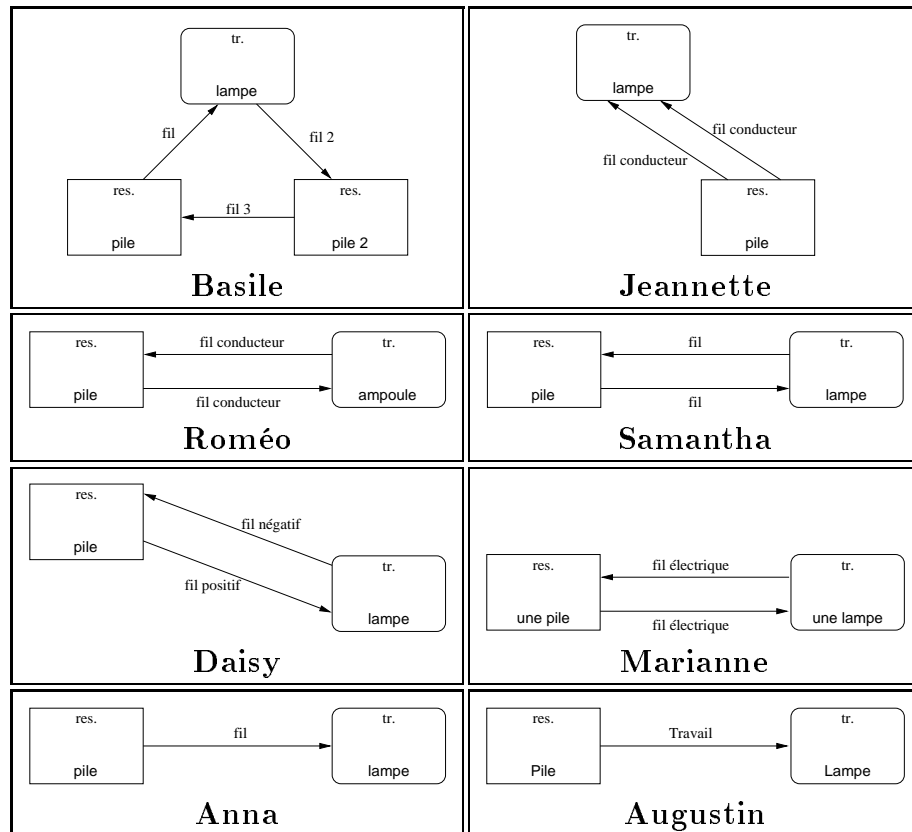 tr.
lampe
fil
fil 2
res.
pile
fil 3
res.
pile 2
Basile
tr.
lampe
fil conducteur
fil conducteur
res.
pile
Jeannette
res.
pile
fil conducteur
fil conducteur
tr.
ampoule
Roméo
res.
pile
fil
fil
tr.
lampe
Samantha
res.
pile
fil négatif
fil positif
tr.
lampe
Daisy
res.
une pile
fil électrique
fil électrique
tr.
une lampe
Marianne
res.
pile
fil
tr.
lampe
Anna
res.
Pile
Travail
tr.
Lampe
Augustin